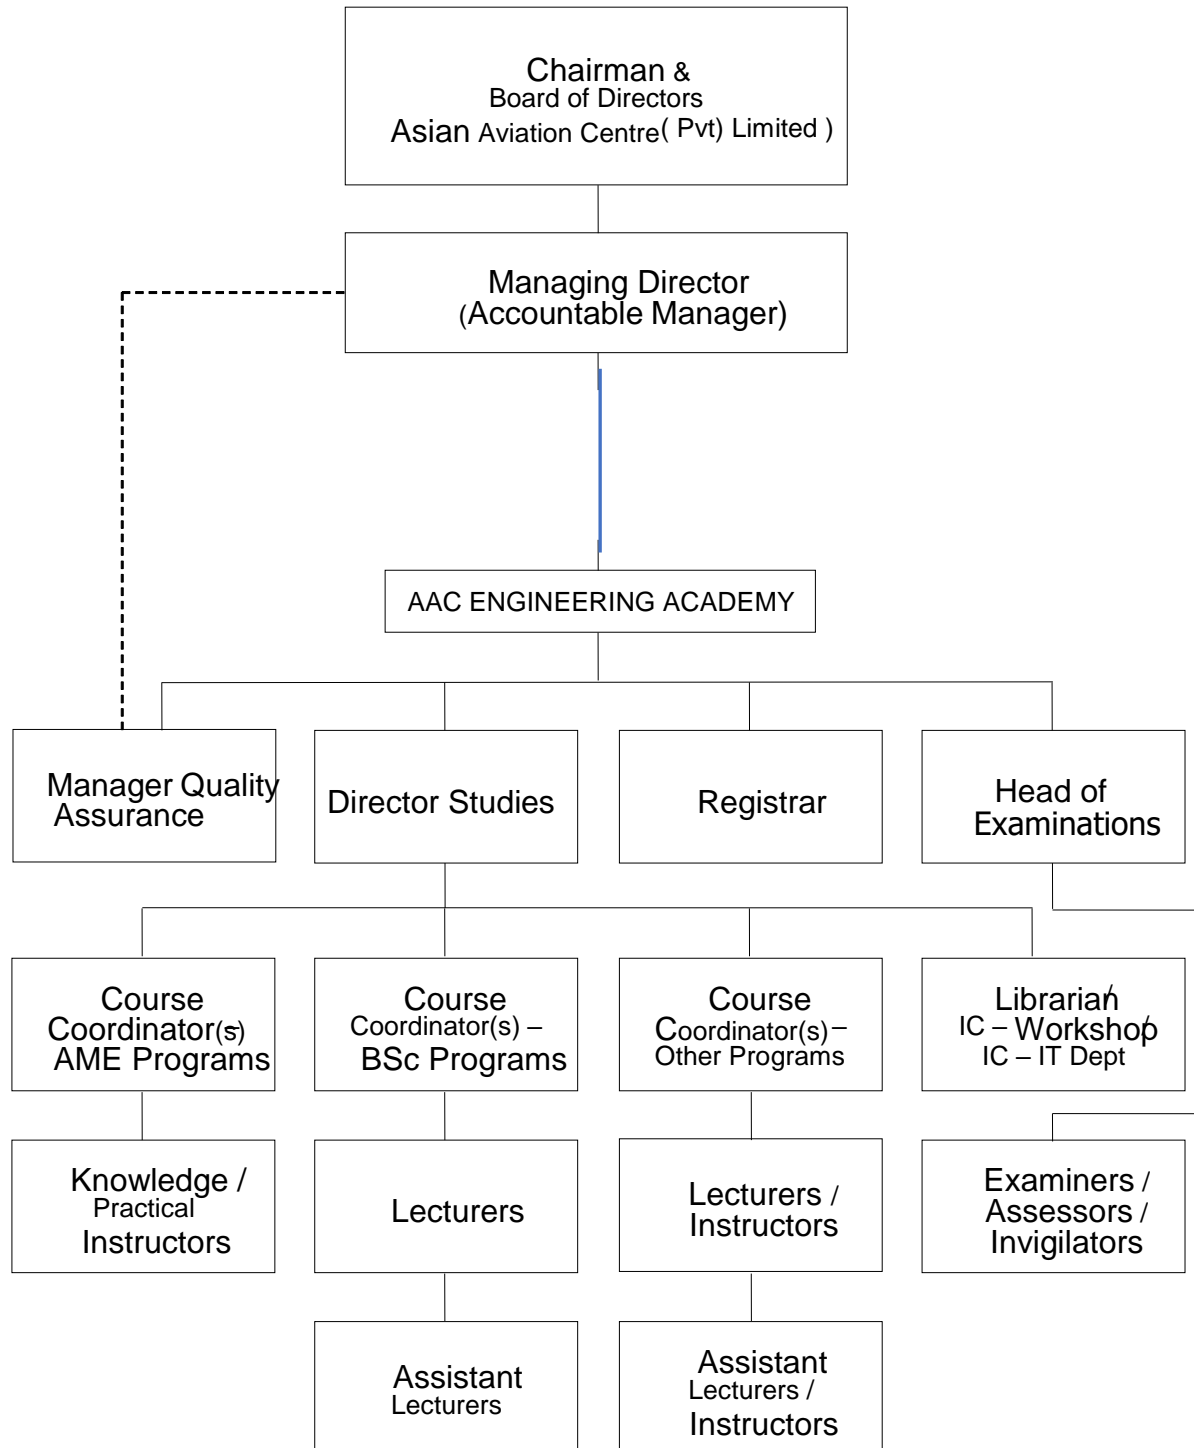 Chairman &
Board of Directors
Asian Aviation Centre( Pvt) Limited )
Managing Director
(Accountable Manager)
AAC ENGINEERING ACADEMY
Manager Quality
Assurance
Director Studies
Registrar
Head of
Examinations
Course
Coordinator(s) –
AME Programs
Course
Coordinator(s) –
BSc Programs
Course
Coordinator(s) –
Other Programs
Librarian /
IC – Workshop /
IC – IT Dept
Knowledge /
Practical
Instructors
Lecturers
Lecturers /
Instructors
Examiners /
Assessors /
Invigilators
Assistant
Lecturers
Assistant
Lecturers /
Instructors